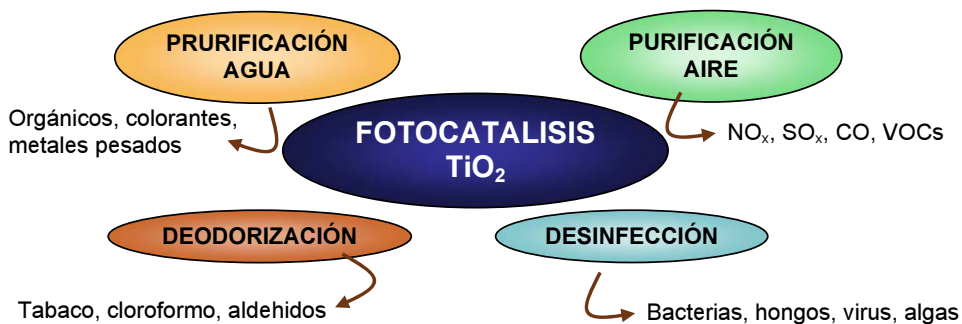 PRURIFICACIÓN
AGUA
PURIFICACIÓN
AIRE
Orgánicos, colorantes,
metales pesados
FOTOCATALISIS
TiO₂
NOₓ, SOₓ, CO, VOCs
DEODORIZACIÓN
DESINFECCIÓN
Tabaco, cloroformo, aldehidos
Bacterias, hongos, virus, algas